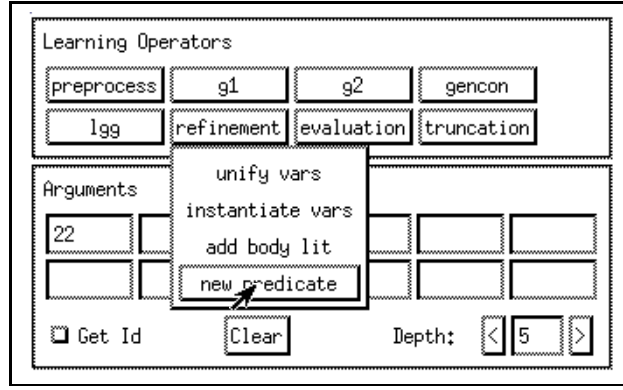 Learning Operators
preprocess g1 g2 gencon
lgg refinement evaluation truncation
unify vars
Arguments
instantiate vars
22
add body lit
new predicate
Get Id Clear Depth: < 5 >